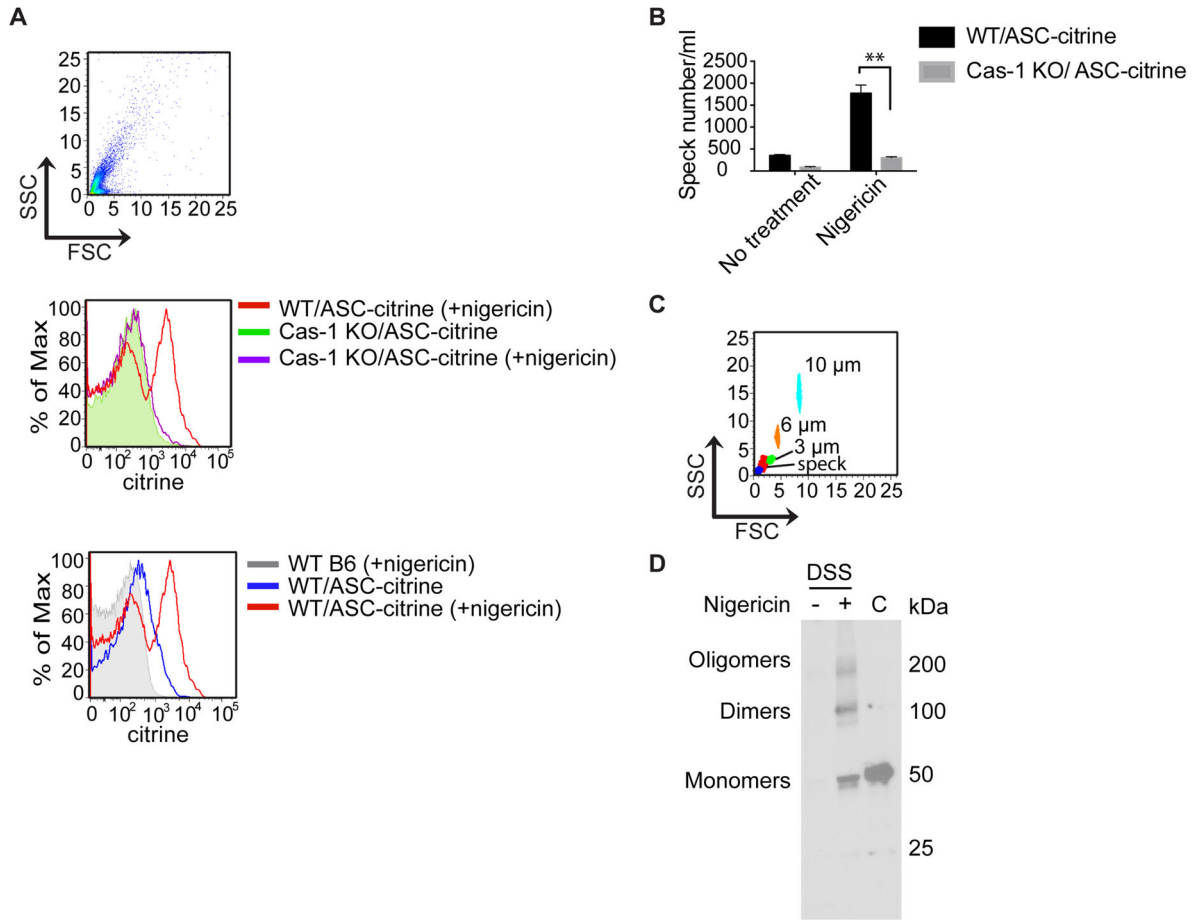 A
25
20
15
10
5
0
0 5 10 15 20 25
SSC
FSC
100
80
60
40
20
0
% of Max
0 10² 10³ 10⁴ 10⁵
citrine
WT/ASC-citrine (+nigericin)
Cas-1 KO/ASC-citrine
Cas-1 KO/ASC-citrine (+nigericin)
100
80
60
40
20
0
% of Max
0 10² 10³ 10⁴ 10⁵
citrine
WT B6 (+nigericin)
WT/ASC-citrine
WT/ASC-citrine (+nigericin)
B
Speck number/ml
2500
2000
1500
1000
500
0
**
No treatment
Nigericin
WT/ASC-citrine
Cas-1 KO/ ASC-citrine
C
25
20
15
10
5
0
0 5 10 15 20 25
10 µm
6 µm
3 µm
speck
SSC
FSC
D
DSS
Nigericin - + C kDa
Oligomers 200
Dimers 100
Monomers 50
25